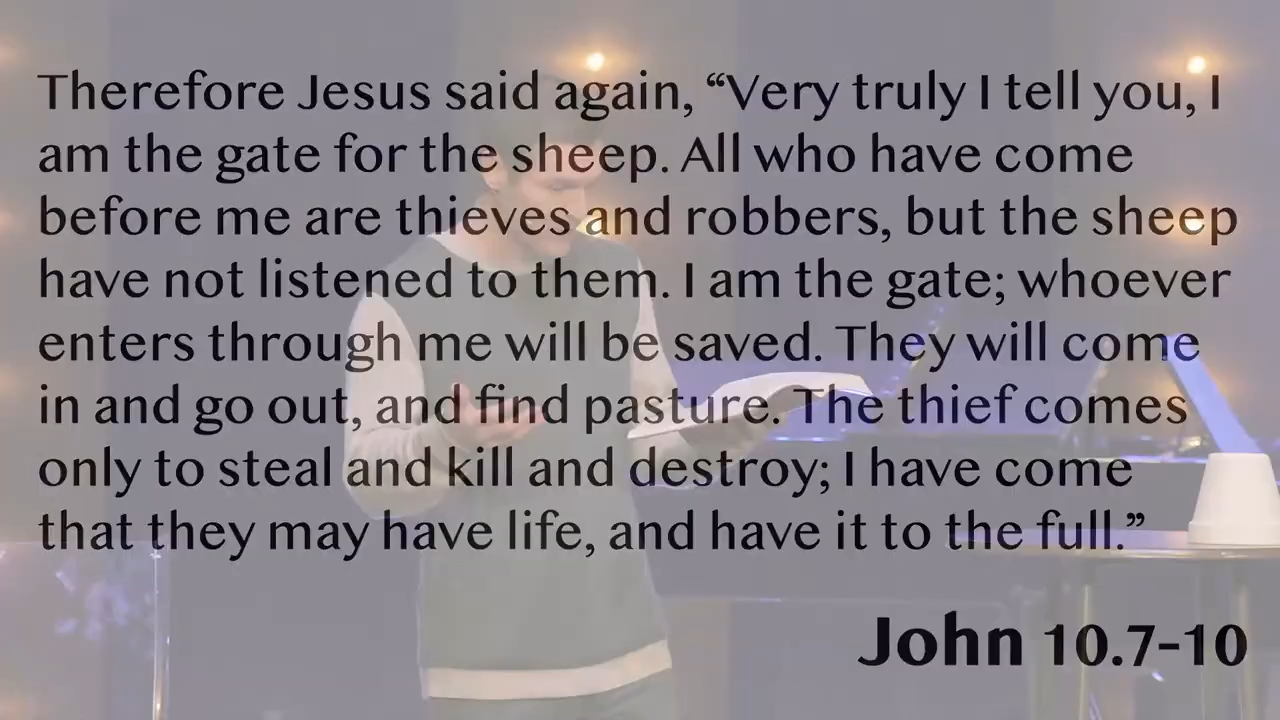 Therefore Jesus said again, “Very truly I tell you, I
am the gate for the sheep. All who have come
before me are thieves and robbers, but the sheep
have not listened to them. I am the gate; whoever
enters through me will be saved. They will come
in and go out, and find pasture. The thief comes
only to steal and kill and destroy; I have come
that they may have life, and have it to the full.”
John 10.7-10